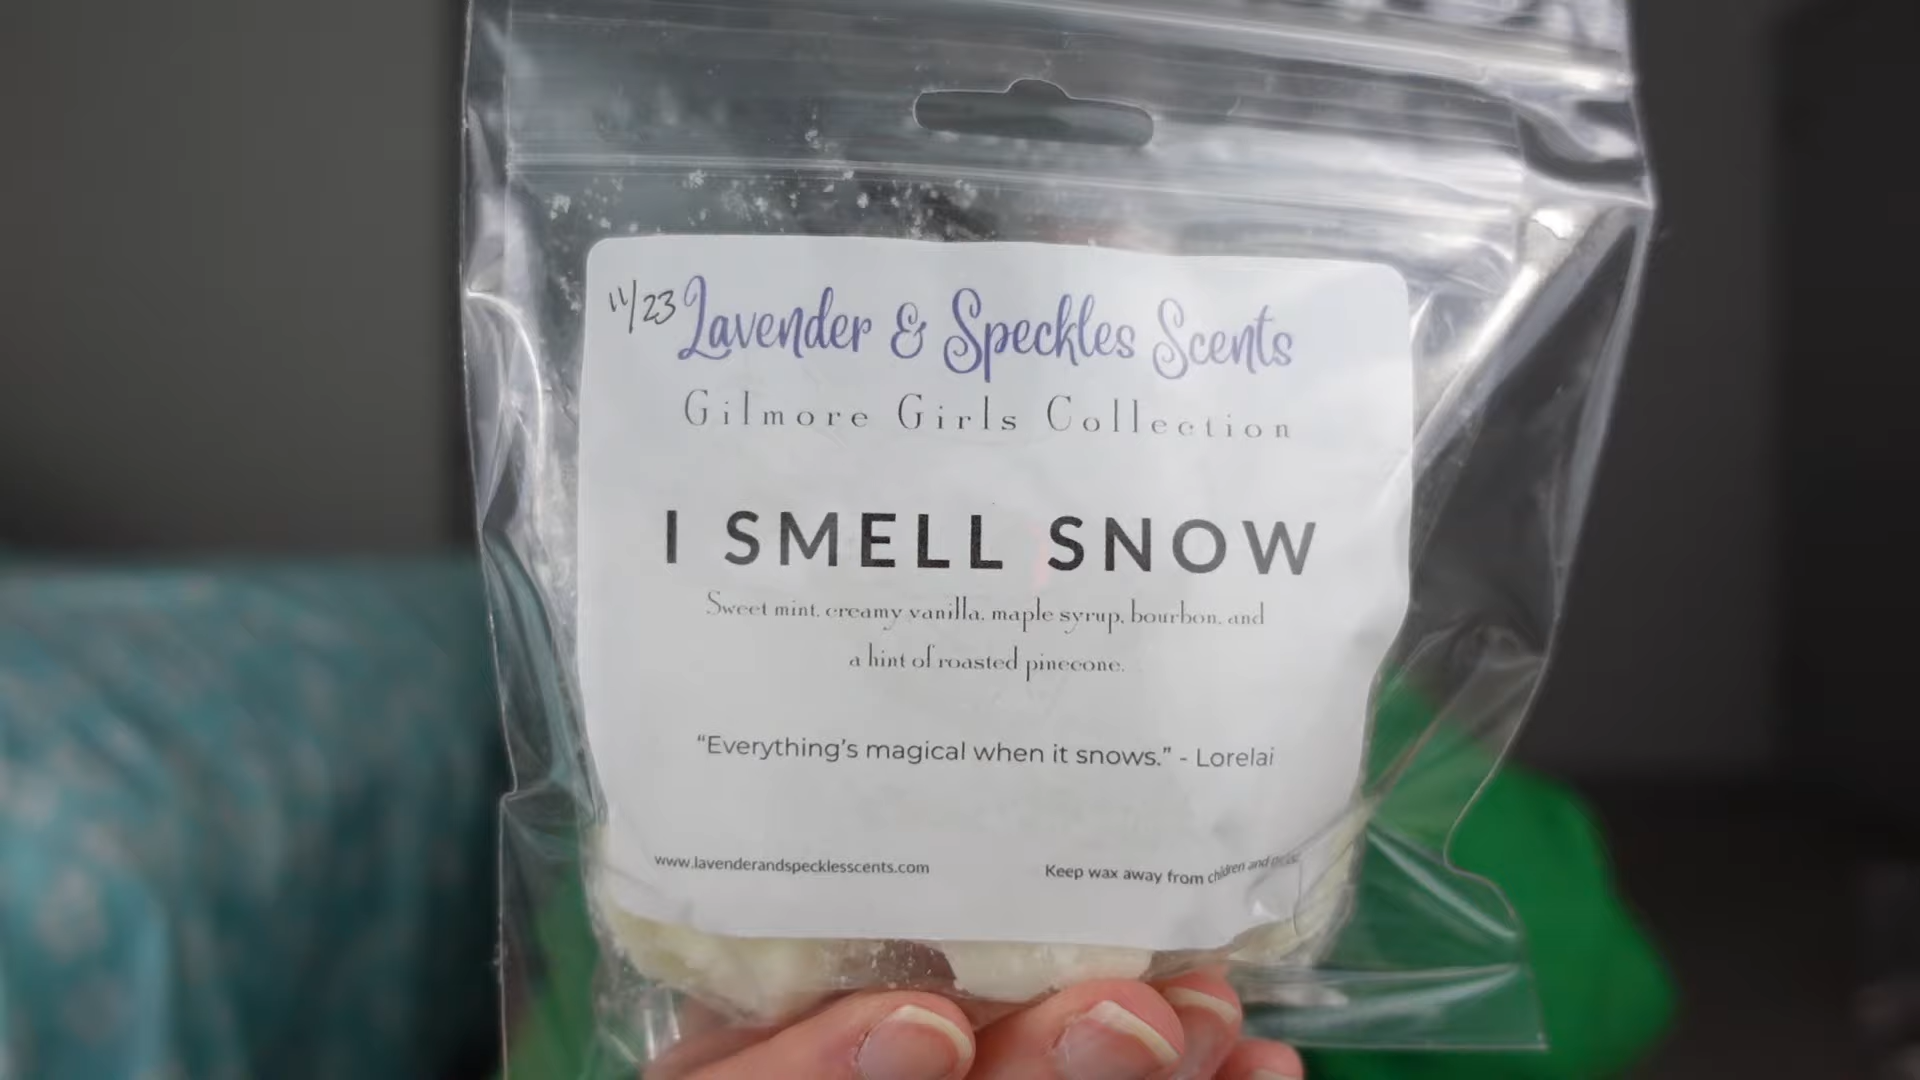 11/23
Lavender & Speckles Scents
Gilmore Girls Collection
I SMELL SNOW
Sweet mint, creamy vanilla, maple syrup, bourbon, and
a hint of roasted pinecone.
“Everything’s magical when it snows.” - Lorelai
www.lavenderandspecklesscents.com
Keep wax away from children and